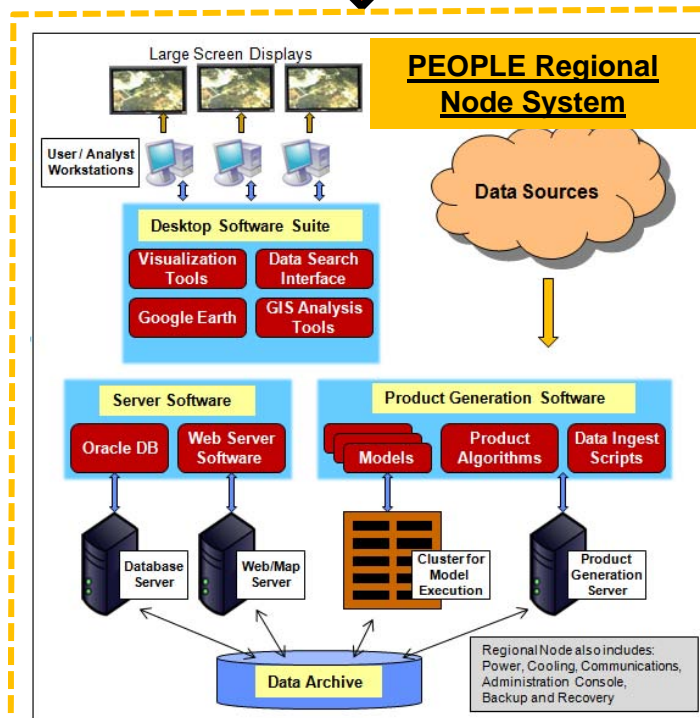 Large Screen Displays
PEOPLE Regional
Node System
User / Analyst
Workstations
Data Sources
Desktop Software Suite
Visualization
Tools
Data Search
Interface
Google Earth
GIS Analysis
Tools
Server Software
Oracle DB
Web Server
Software
Product Generation Software
Models
Product
Algorithms
Data Ingest
Scripts
Database
Server
Web/Map
Server
Cluster for
Model
Execution
Product
Generation
Server
Data Archive
Regional Node also includes:
Power, Cooling, Communications,
Administration Console,
Backup and Recovery